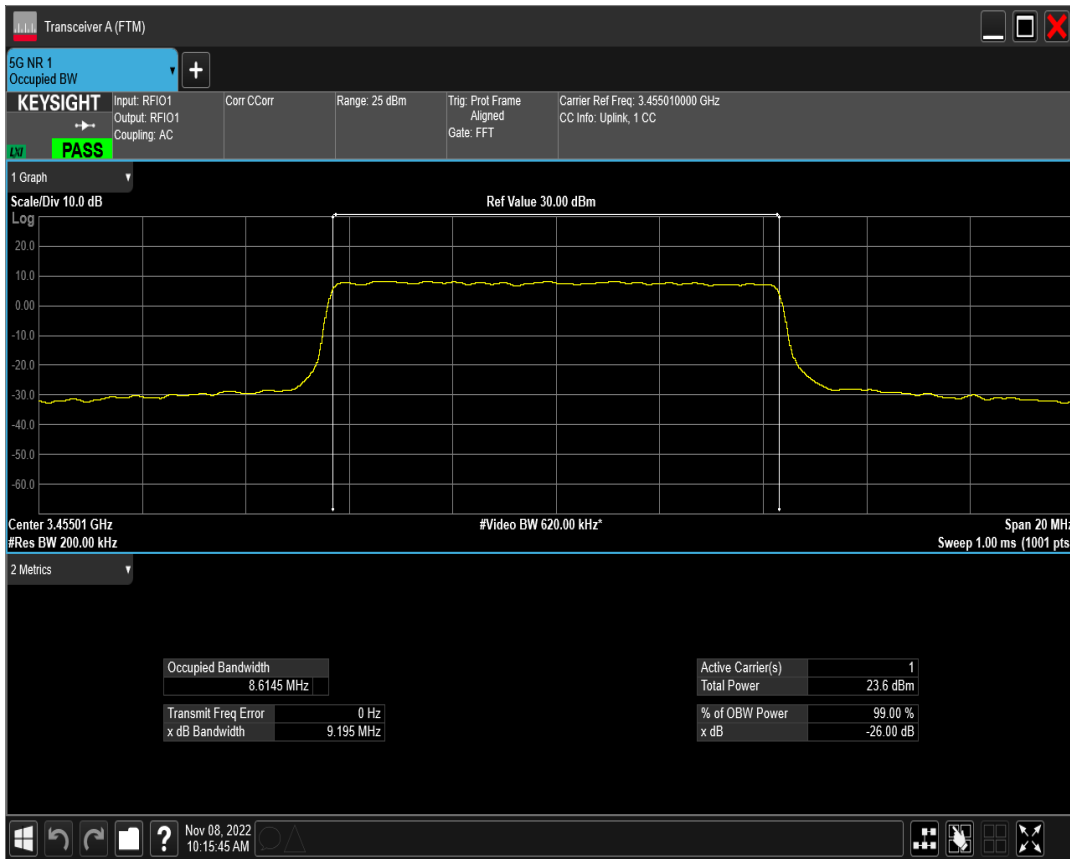 Transceiver A (FTM)
5G NR 1
Occupied BW
+
KEYSIGHT
LXI
PASS
Input: RFIO1
Output: RFIO1
Coupling: AC
Corr CCorr
Range: 25 dBm
Trig: Prot Frame
Aligned
Gate: FFT
Carrier Ref Freq: 3.455010000 GHz
CC Info: Uplink, 1 CC
1 Graph
Scale/Div 10.0 dB
Ref Value 30.00 dBm
Log
20.0
10.0
0.00
-10.0
-20.0
-30.0
-40.0
-50.0
-60.0
Center 3.45501 GHz
#Video BW 620.00 kHz*
Span 20 MHz
#Res BW 200.00 kHz
Sweep 1.00 ms (1001 pts
2 Metrics
Occupied Bandwidth
8.6145 MHz
Transmit Freq Error 0 Hz
x dB Bandwidth 9.195 MHz
Active Carrier(s) 1
Total Power 23.6 dBm
% of OBW Power 99.00 %
x dB -26.00 dB
?
Nov 08, 2022
10:15:45 AM